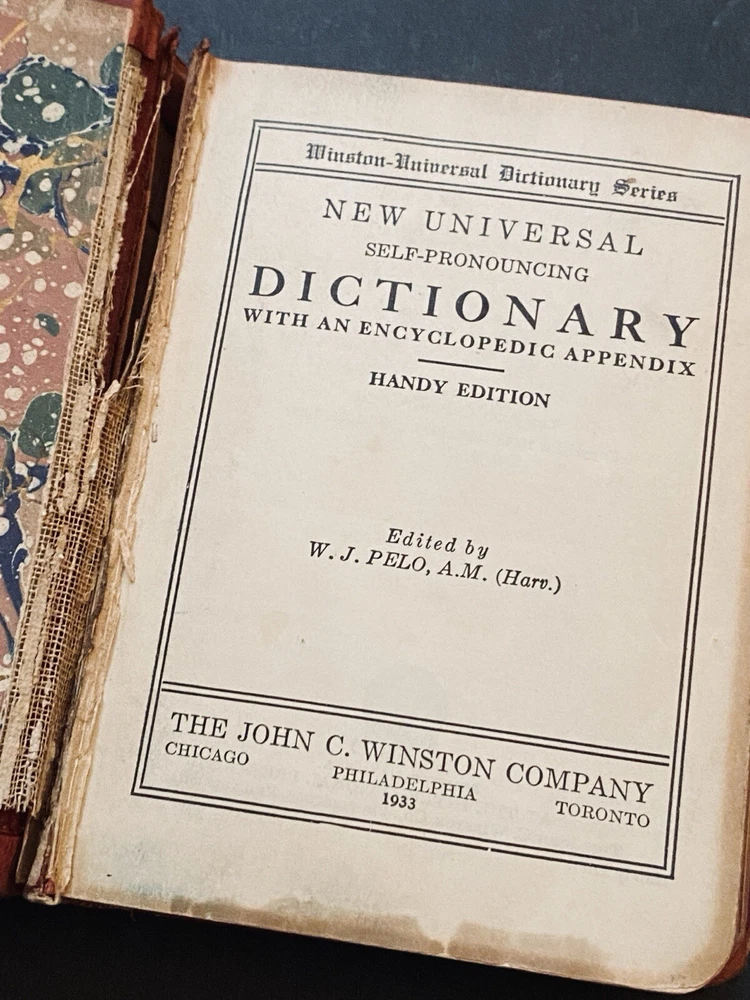 Winston-Universal Dictionary Series
NEW UNIVERSAL
SELF-PRONOUNCING
DICTIONARY
WITH AN ENCYCLOPEDIC APPENDIX
HANDY EDITION
Edited by
W. J. PELO, A.M. (Harv.)
THE JOHN C. WINSTON COMPANY
CHICAGO PHILADELPHIA TORONTO
1933